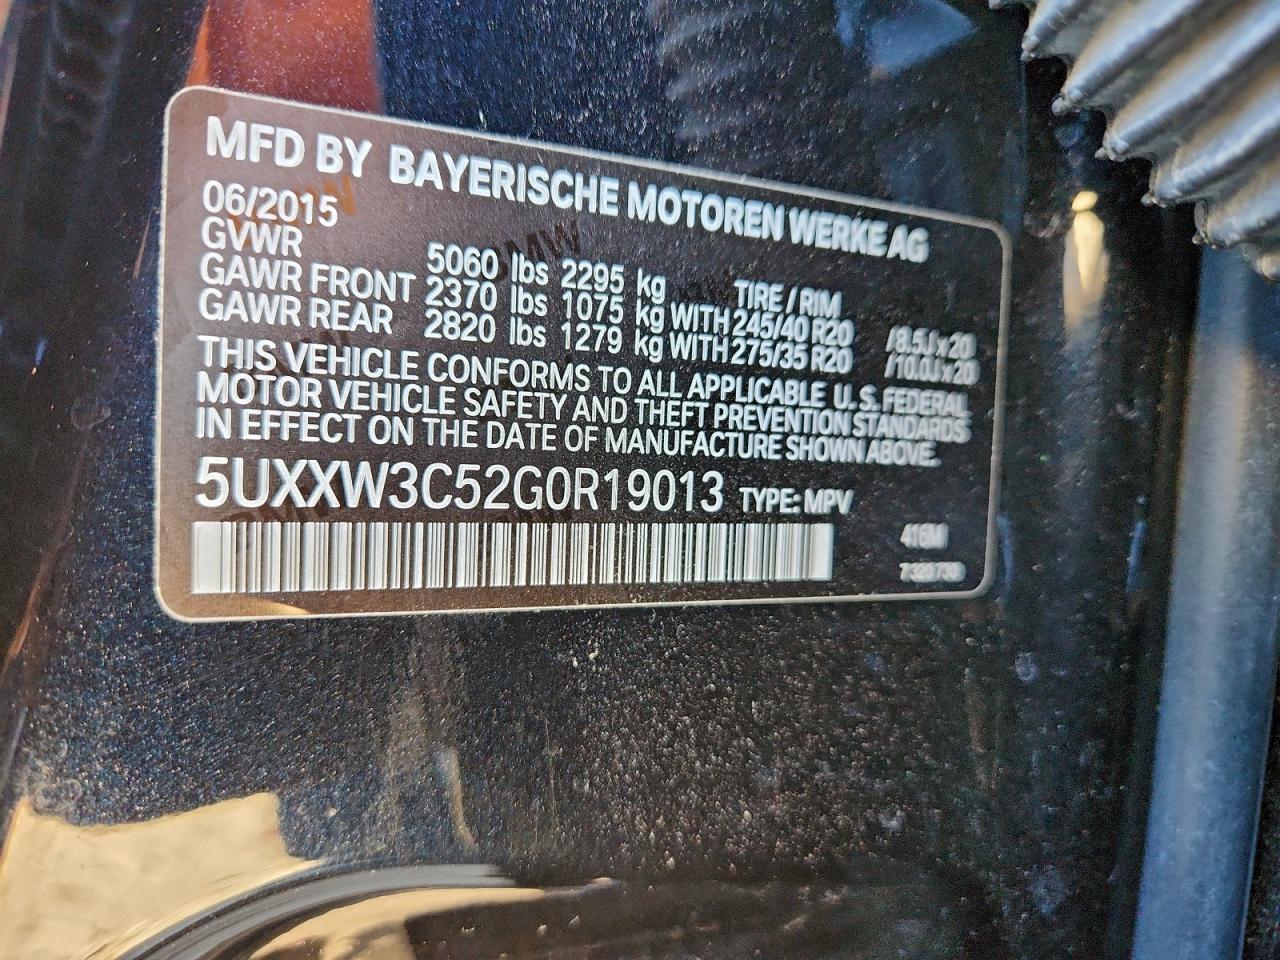 MFD BY BAYERISCHE MOTOREN WERKE AG
06/2015
GVWR 5060 lbs 2295 kg TIRE / RIM
GAWR FRONT 2370 lbs 1075 kg WITH 245/40 R20 /8.5J x 20
GAWR REAR 2820 lbs 1279 kg WITH 275/35 R20 /10.0J x 20
THIS VEHICLE CONFORMS TO ALL APPLICABLE U.S. FEDERAL
MOTOR VEHICLE SAFETY AND THEFT PREVENTION STANDARDS
IN EFFECT ON THE DATE OF MANUFACTURE SHOWN ABOVE.
5UXXW3C52G0R19013 TYPE: MPV
416M